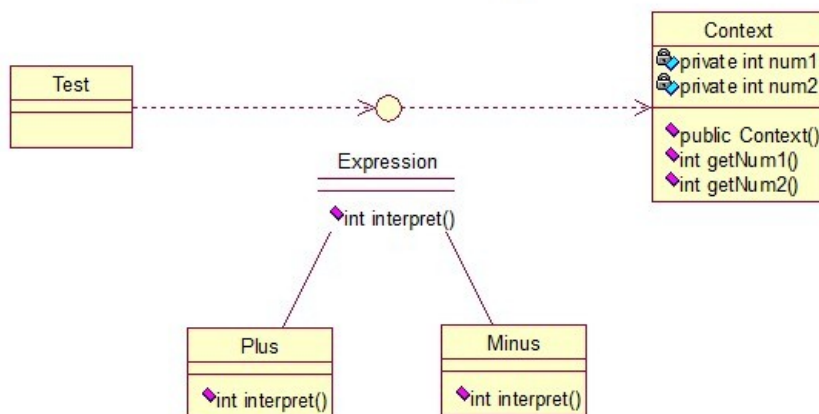 Context
private int num1
private int num2
public Context()
int getNum1()
int getNum2()
Test
Expression
int interpret()
Plus
int interpret()
Minus
int interpret()